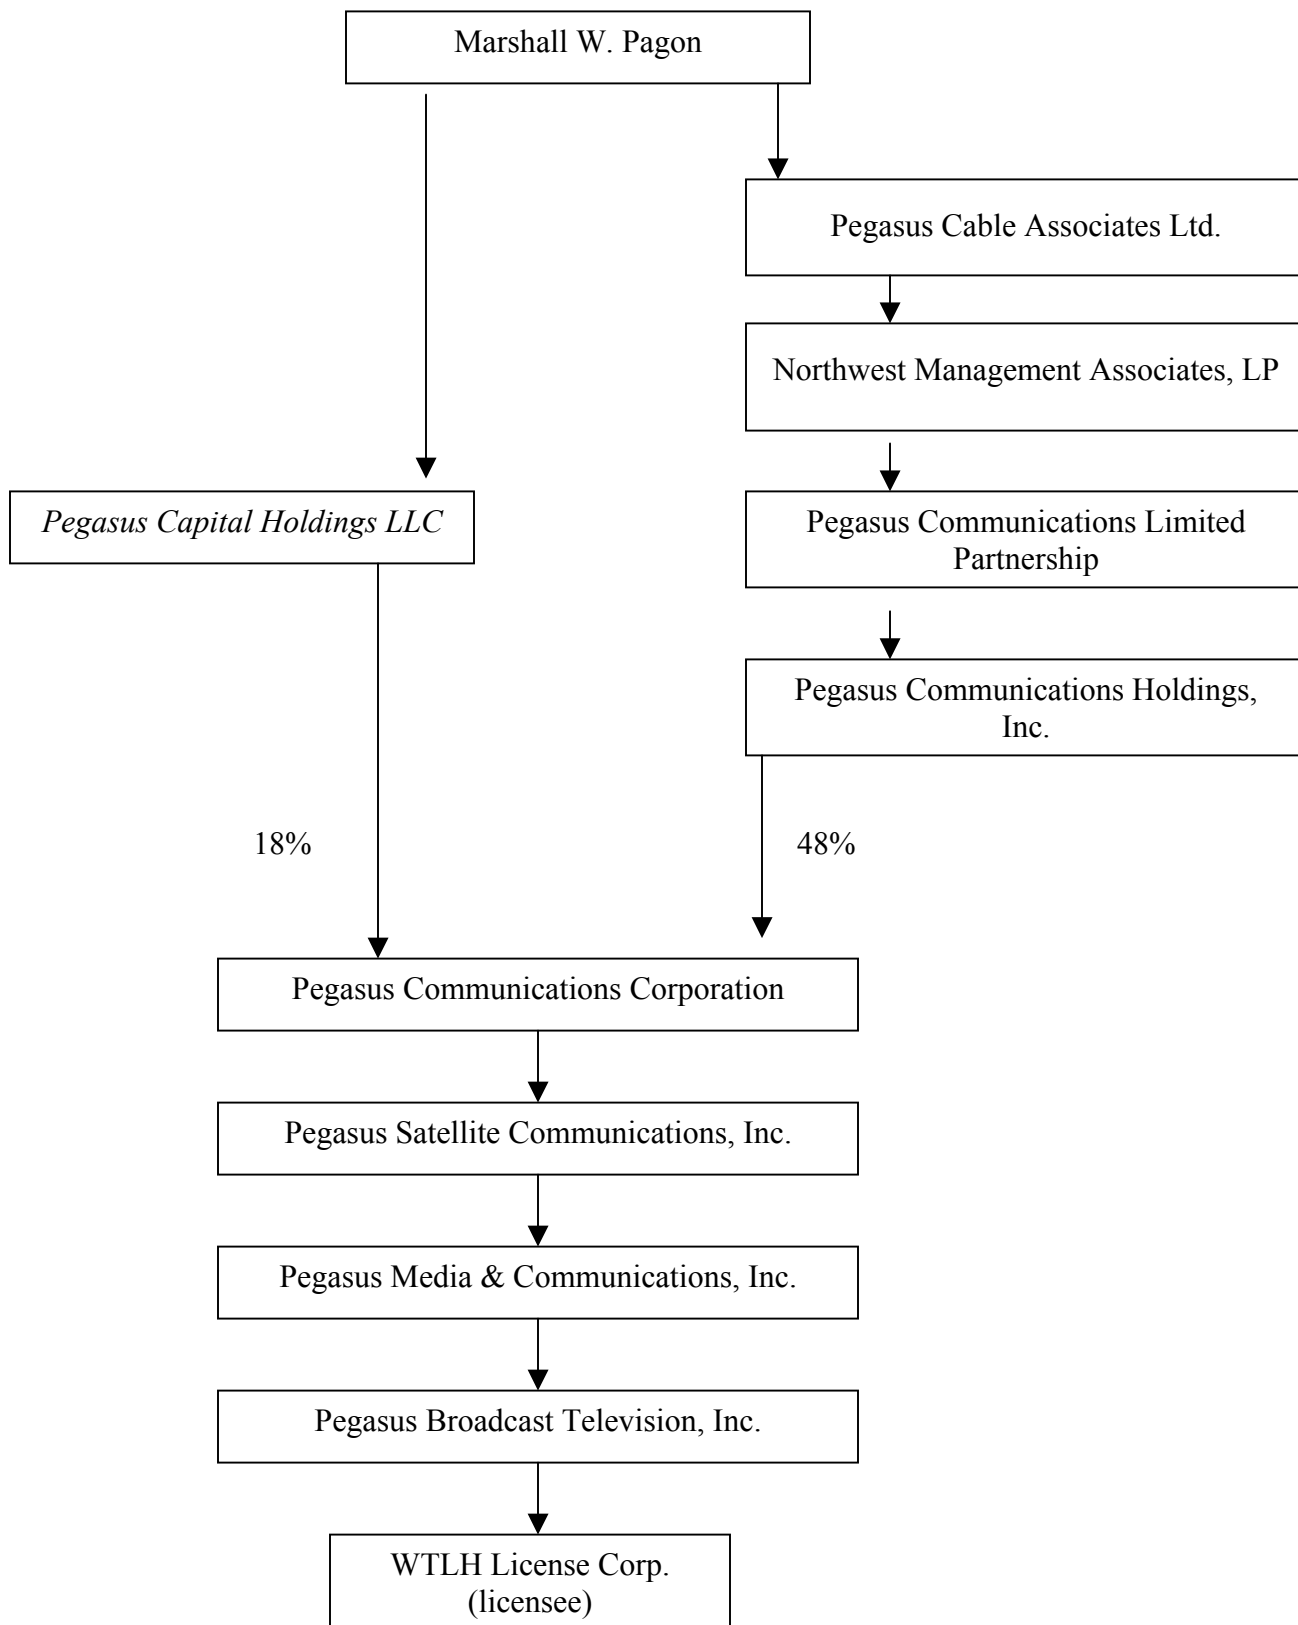 Marshall W. Pagon
Pegasus Cable Associates Ltd.
Northwest Management Associates, LP
Pegasus Capital Holdings LLC
Pegasus Communications Limited
Partnership
Pegasus Communications Holdings,
Inc.
18%
48%
Pegasus Communications Corporation
Pegasus Satellite Communications, Inc.
Pegasus Media & Communications, Inc.
Pegasus Broadcast Television, Inc.
WTLH License Corp.
(licensee)